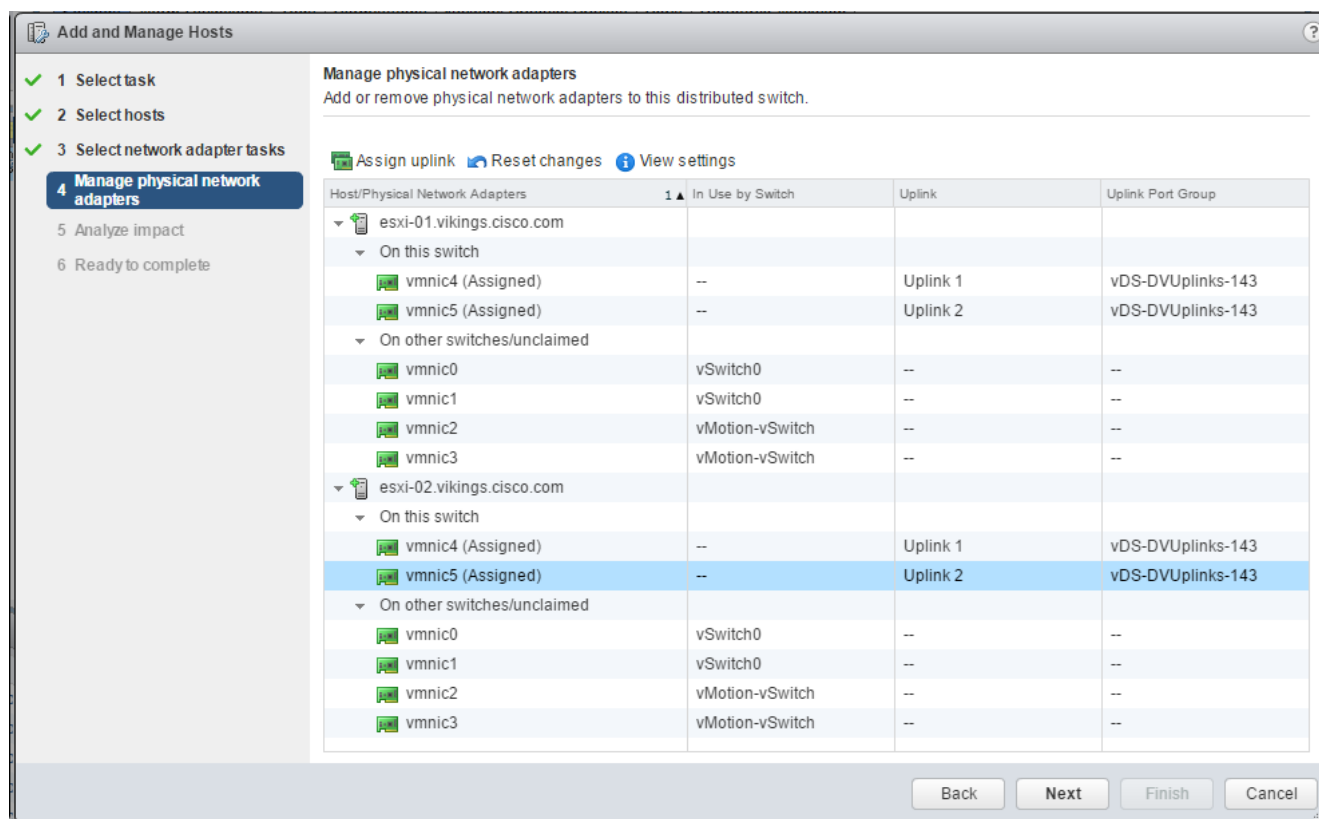 Add and Manage Hosts
?
1 Select task
2 Select hosts
3 Select network adapter tasks
4 Manage physical network
adapters
5 Analyze impact
6 Ready to complete
Manage physical network adapters
Add or remove physical network adapters to this distributed switch.
Assign uplink Reset changes View settings
Host/Physical Network Adapters 1 ▲ In Use by Switch Uplink Uplink Port Group
esxi-01.vikings.cisco.com
On this switch
vmnic4 (Assigned) -- Uplink 1 vDS-DVUplinks-143
vmnic5 (Assigned) -- Uplink 2 vDS-DVUplinks-143
On other switches/unclaimed
vmnic0 vSwitch0 -- --
vmnic1 vSwitch0 -- --
vmnic2 vMotion-vSwitch -- --
vmnic3 vMotion-vSwitch -- --
esxi-02.vikings.cisco.com
On this switch
vmnic4 (Assigned) -- Uplink 1 vDS-DVUplinks-143
vmnic5 (Assigned) -- Uplink 2 vDS-DVUplinks-143
On other switches/unclaimed
vmnic0 vSwitch0 -- --
vmnic1 vSwitch0 -- --
vmnic2 vMotion-vSwitch -- --
vmnic3 vMotion-vSwitch -- --
Back Next Finish Cancel